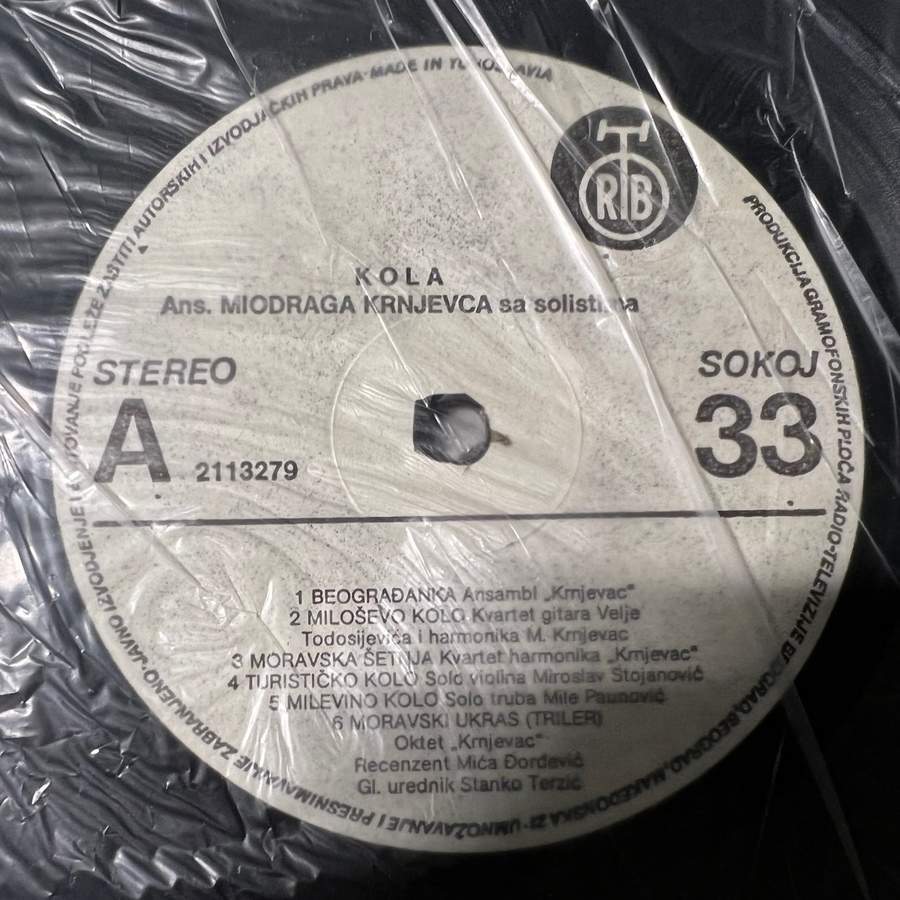 PRODUKCIJA GRAMOFONSKIH PLOČA RADIO-TELEVIZIJE BEOGRAD, BEOGRAD, MAKEDONSKA 21 · UMNOŽAVANJE I PRESNIMAVANJE ZABRANJENO · JAVNO IZVODJENJE I EMITOVANJE PODLEŽE ZAŠTITI AUTORSKIH I IZVODJAČKIH PRAVA · MADE IN YUGOSLAVIA
RTB
KOLA
Ans. MIODRAGA KRNJEVCA sa solistima
STEREO
SOKOJ
A
2113279
33
1 BEOGRAĐANKA Ansambl „Krnjevac“
2 MILOŠEVO KOLO Kvartet gitara Velje
Todosijevića i harmonika M. Krnjevac
3 MORAVSKA ŠETNJA Kvartet harmonika „Krnjevac“
4 TURISTIČKO KOLO Solo violina Miroslav Stojanović
5 MILEVINO KOLO Solo truba Mile Paunović
6 MORAVSKI UKRAS (TRILER)
Oktet „Krnjevac“
Recenzent Mića Đorđević
Gl. urednik Stanko Terzić